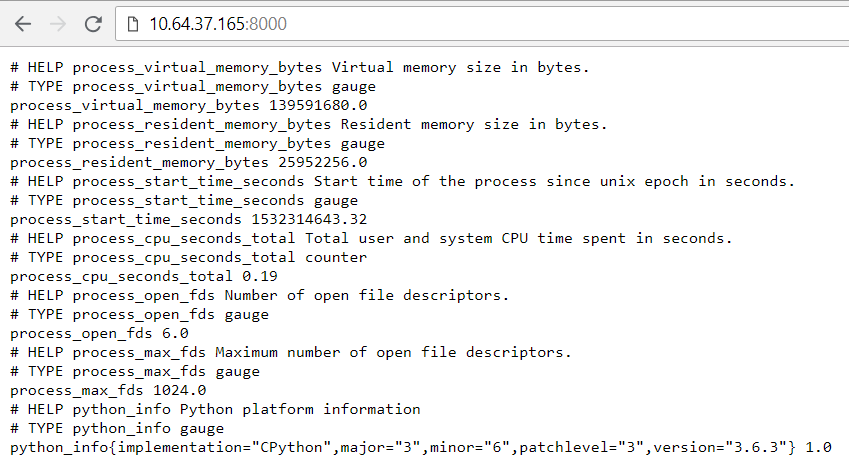 10.64.37.165:8000
# HELP process_virtual_memory_bytes Virtual memory size in bytes.
# TYPE process_virtual_memory_bytes gauge
process_virtual_memory_bytes 139591680.0
# HELP process_resident_memory_bytes Resident memory size in bytes.
# TYPE process_resident_memory_bytes gauge
process_resident_memory_bytes 25952256.0
# HELP process_start_time_seconds Start time of the process since unix epoch in seconds.
# TYPE process_start_time_seconds gauge
process_start_time_seconds 1532314643.32
# HELP process_cpu_seconds_total Total user and system CPU time spent in seconds.
# TYPE process_cpu_seconds_total counter
process_cpu_seconds_total 0.19
# HELP process_open_fds Number of open file descriptors.
# TYPE process_open_fds gauge
process_open_fds 6.0
# HELP process_max_fds Maximum number of open file descriptors.
# TYPE process_max_fds gauge
process_max_fds 1024.0
# HELP python_info Python platform information
# TYPE python_info gauge
python_info{implementation="CPython",major="3",minor="6",patchlevel="3",version="3.6.3"} 1.0